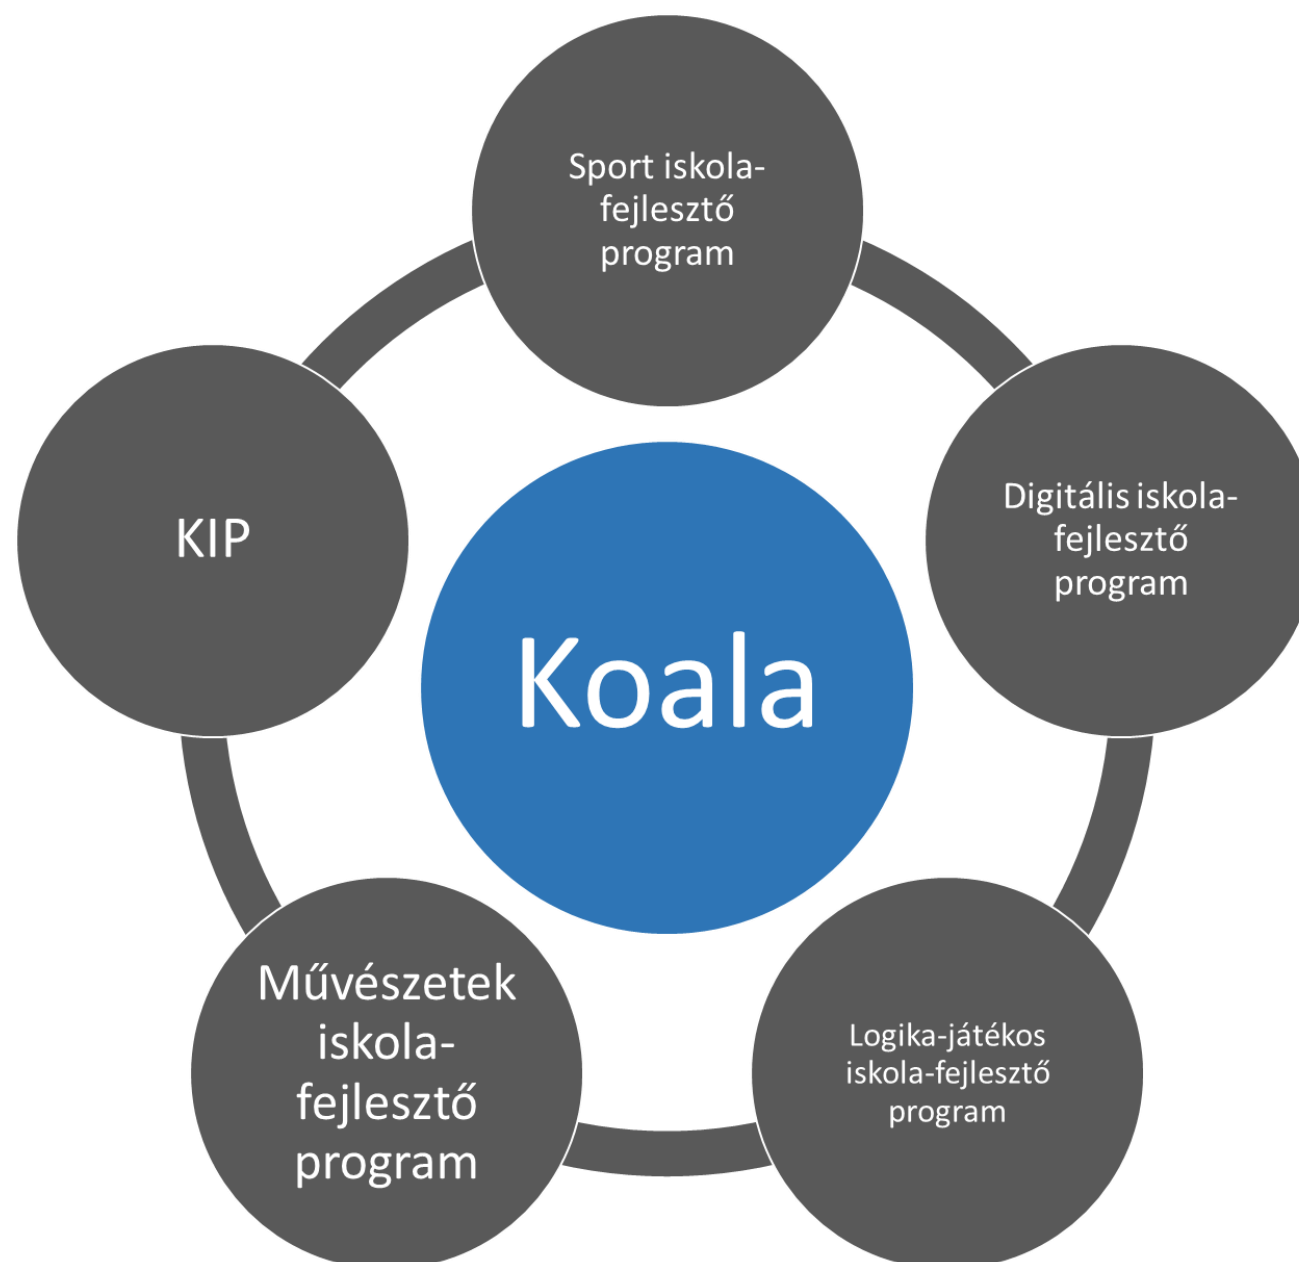 Sport iskola-
fejlesztő
program
Digitális iskola-
fejlesztő
program
KIP
Koala
Művészetek
iskola-
fejlesztő
program
Logika-játékos
iskola-fejlesztő
program